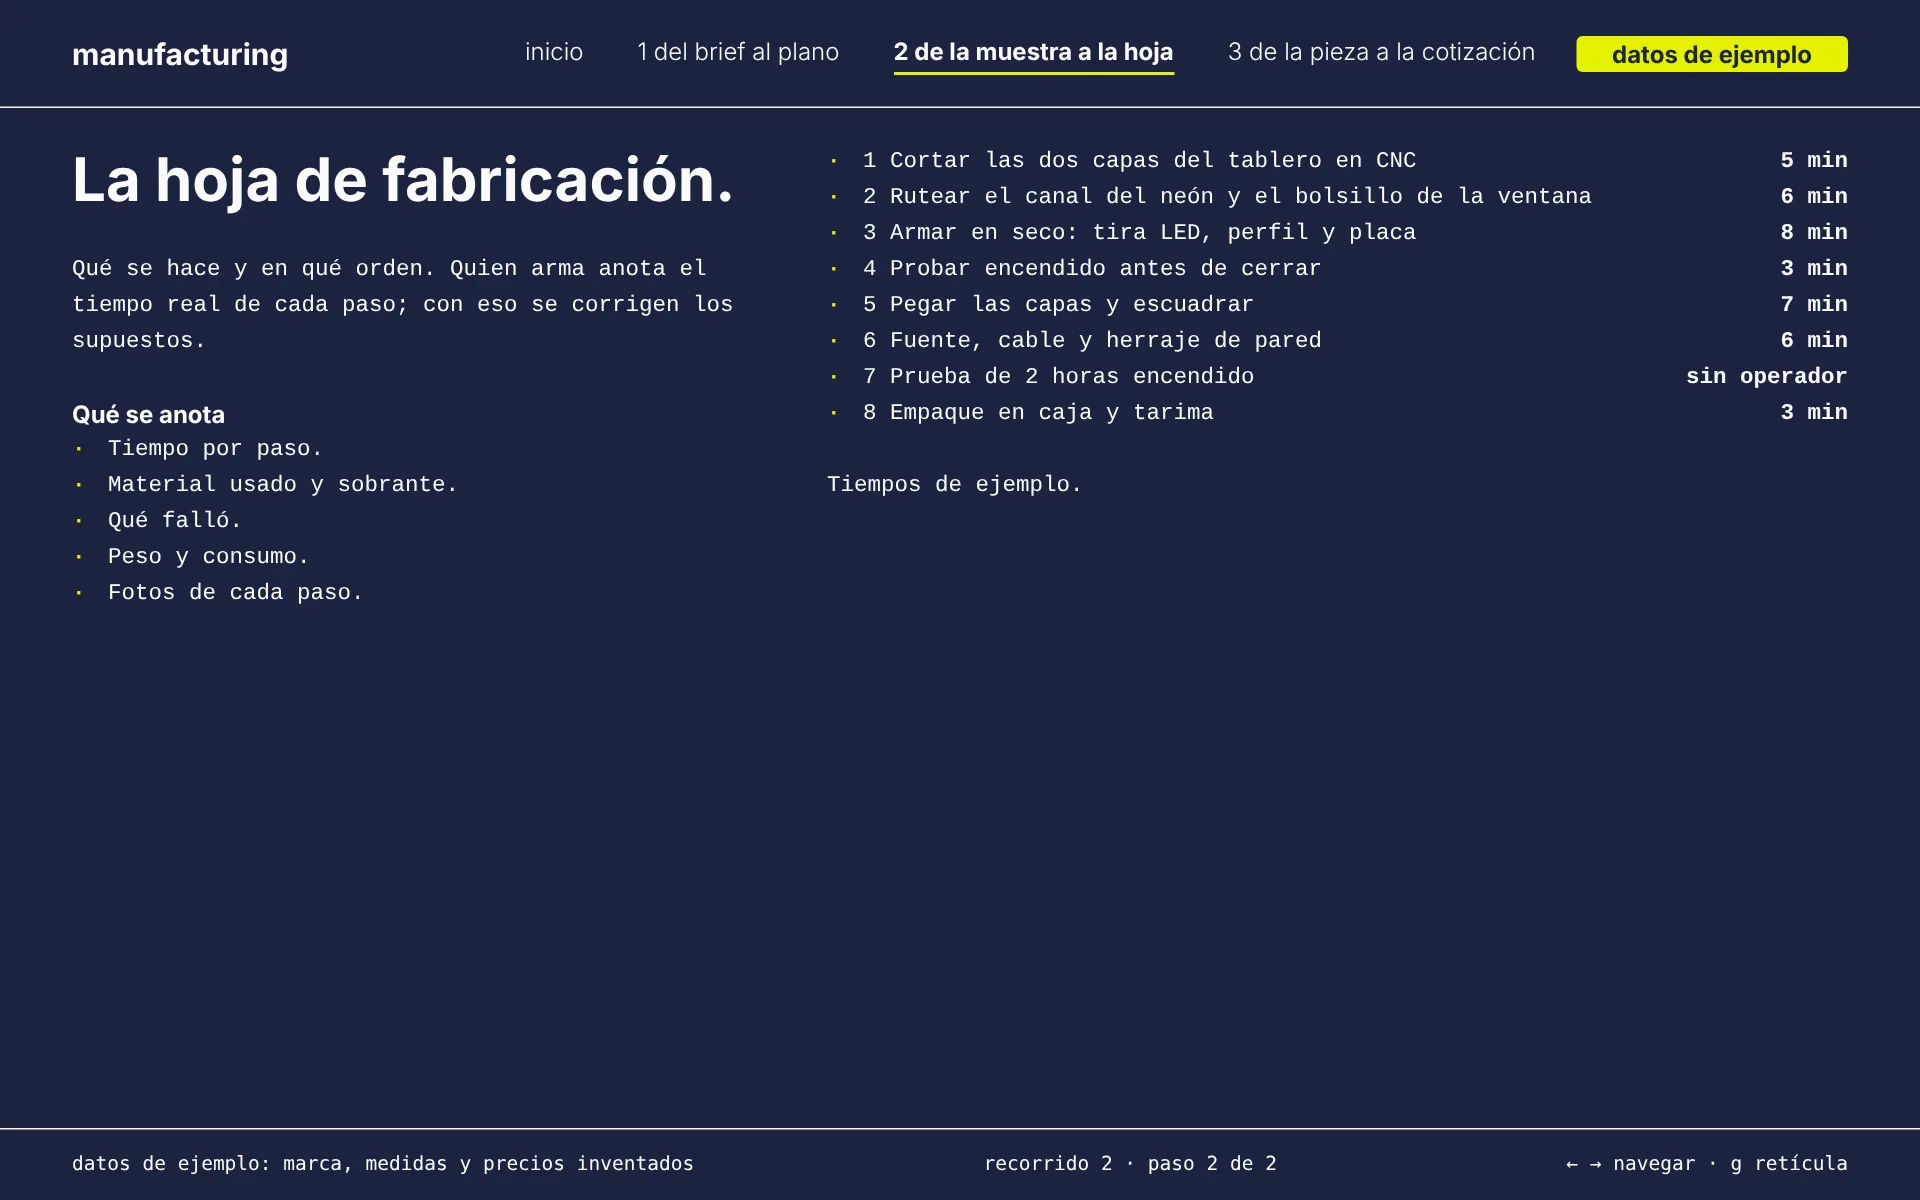 manufacturing
inicio
1 del brief al plano
2 de la muestra a la hoja
3 de la pieza a la cotización
datos de ejemplo
La hoja de fabricación.
Qué se hace y en qué orden. Quien arma anota el
tiempo real de cada paso; con eso se corrigen los
supuestos.
Qué se anota
· Tiempo por paso.
· Material usado y sobrante.
· Qué falló.
· Peso y consumo.
· Fotos de cada paso.
· 1 Cortar las dos capas del tablero en CNC 5 min
· 2 Rutear el canal del neón y el bolsillo de la ventana 6 min
· 3 Armar en seco: tira LED, perfil y placa 8 min
· 4 Probar encendido antes de cerrar 3 min
· 5 Pegar las capas y escuadrar 7 min
· 6 Fuente, cable y herraje de pared 6 min
· 7 Prueba de 2 horas encendido sin operador
· 8 Empaque en caja y tarima 3 min
Tiempos de ejemplo.
datos de ejemplo: marca, medidas y precios inventados
recorrido 2 · paso 2 de 2
← → navegar · g retícula